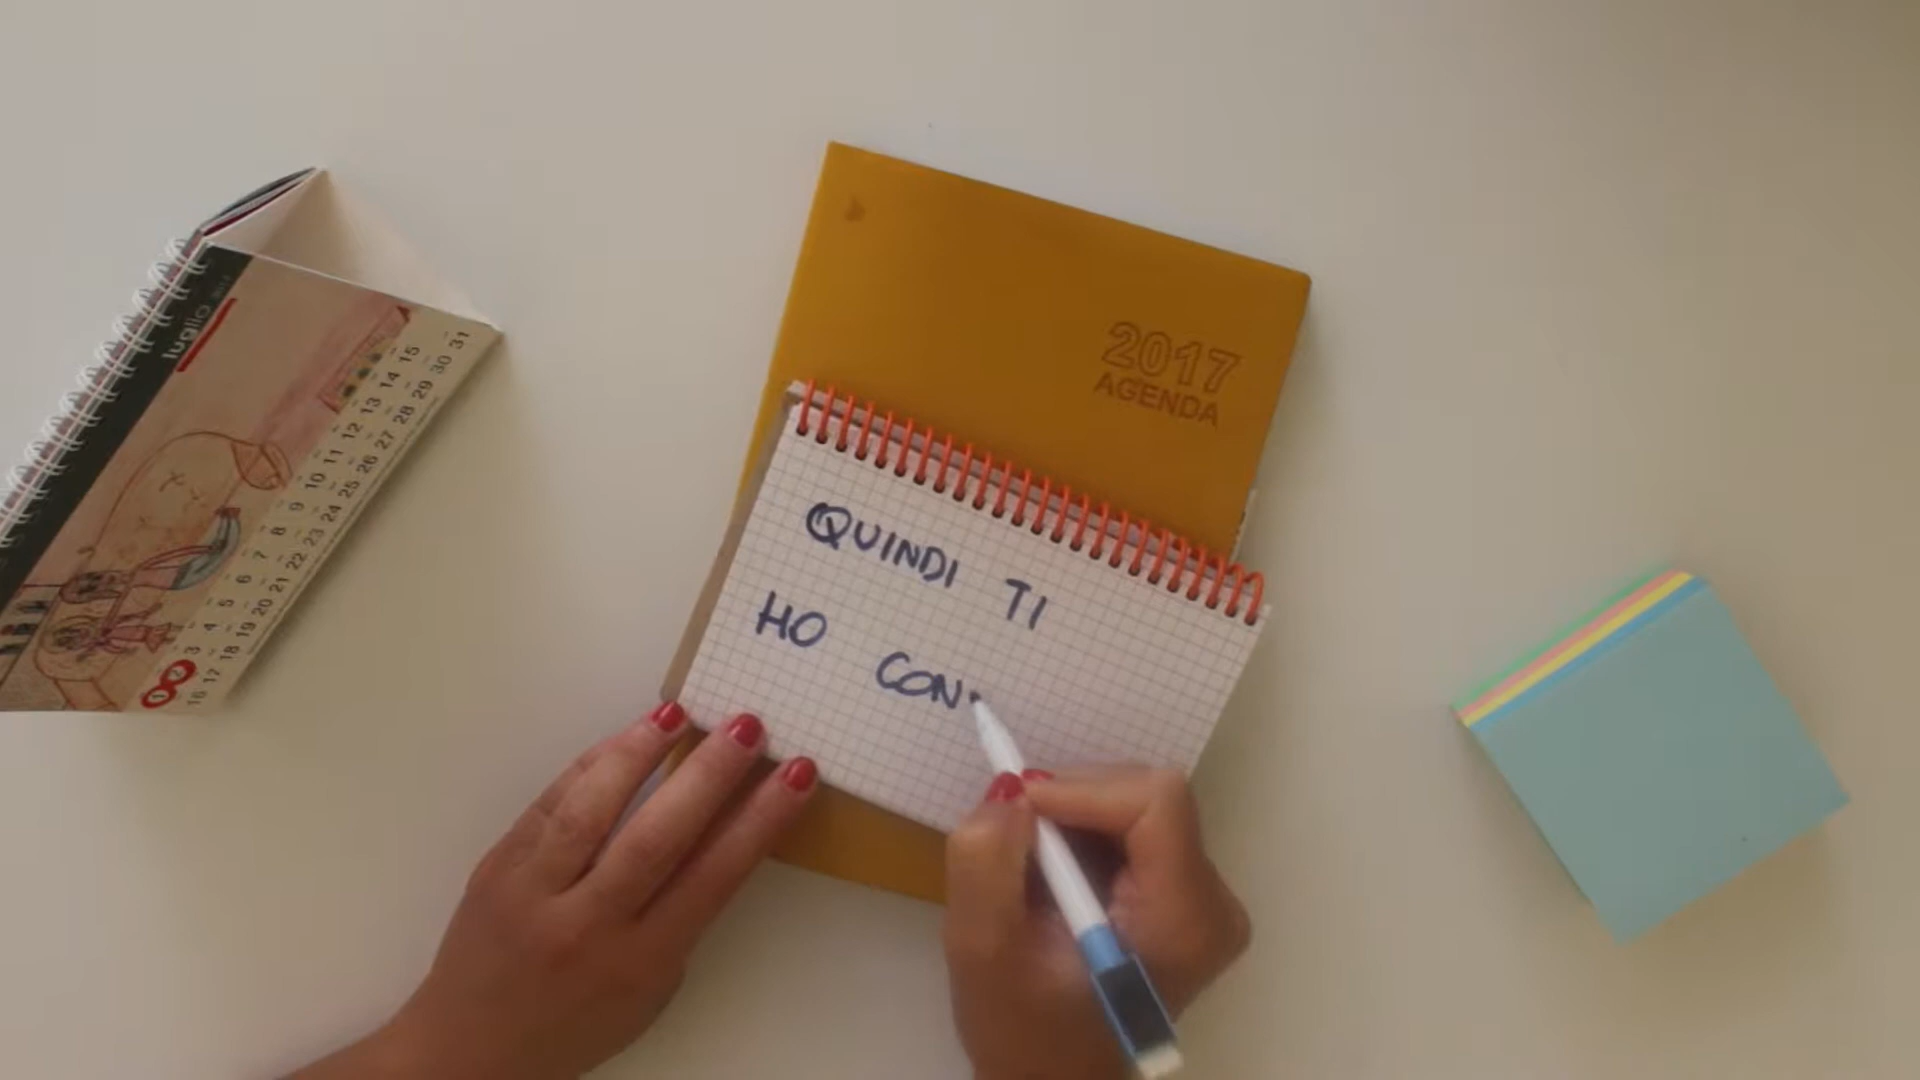 2017
AGENDA
QUINDI TI
HO CON
luglio
1 2 3 4 5 6 7 8 9 10 11 12 13 14 15
16 17 18 19 20 21 22 23 24 25 26 27 28 29 30 31